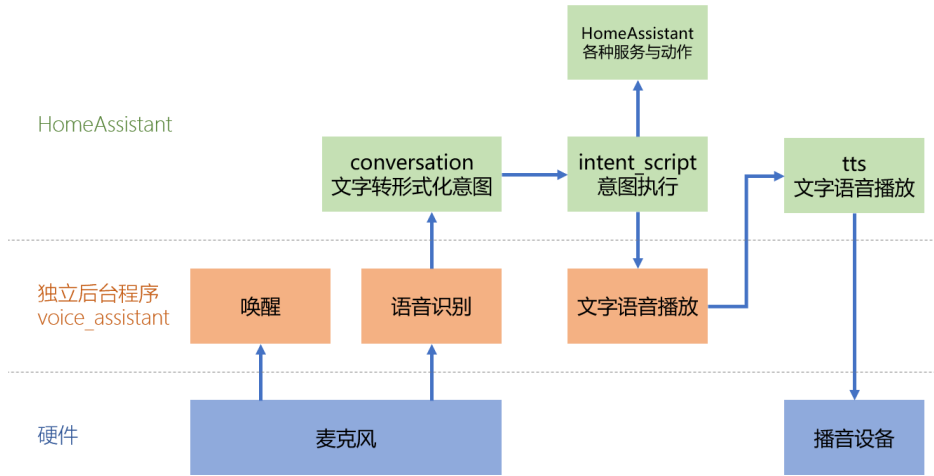 HomeAssistant
各种服务与动作
HomeAssistant
conversation
文字转形式化意图
intent_script
意图执行
tts
文字语音播放
独立后台程序
voice_assistant
唤醒
语音识别
文字语音播放
硬件
麦克风
播音设备